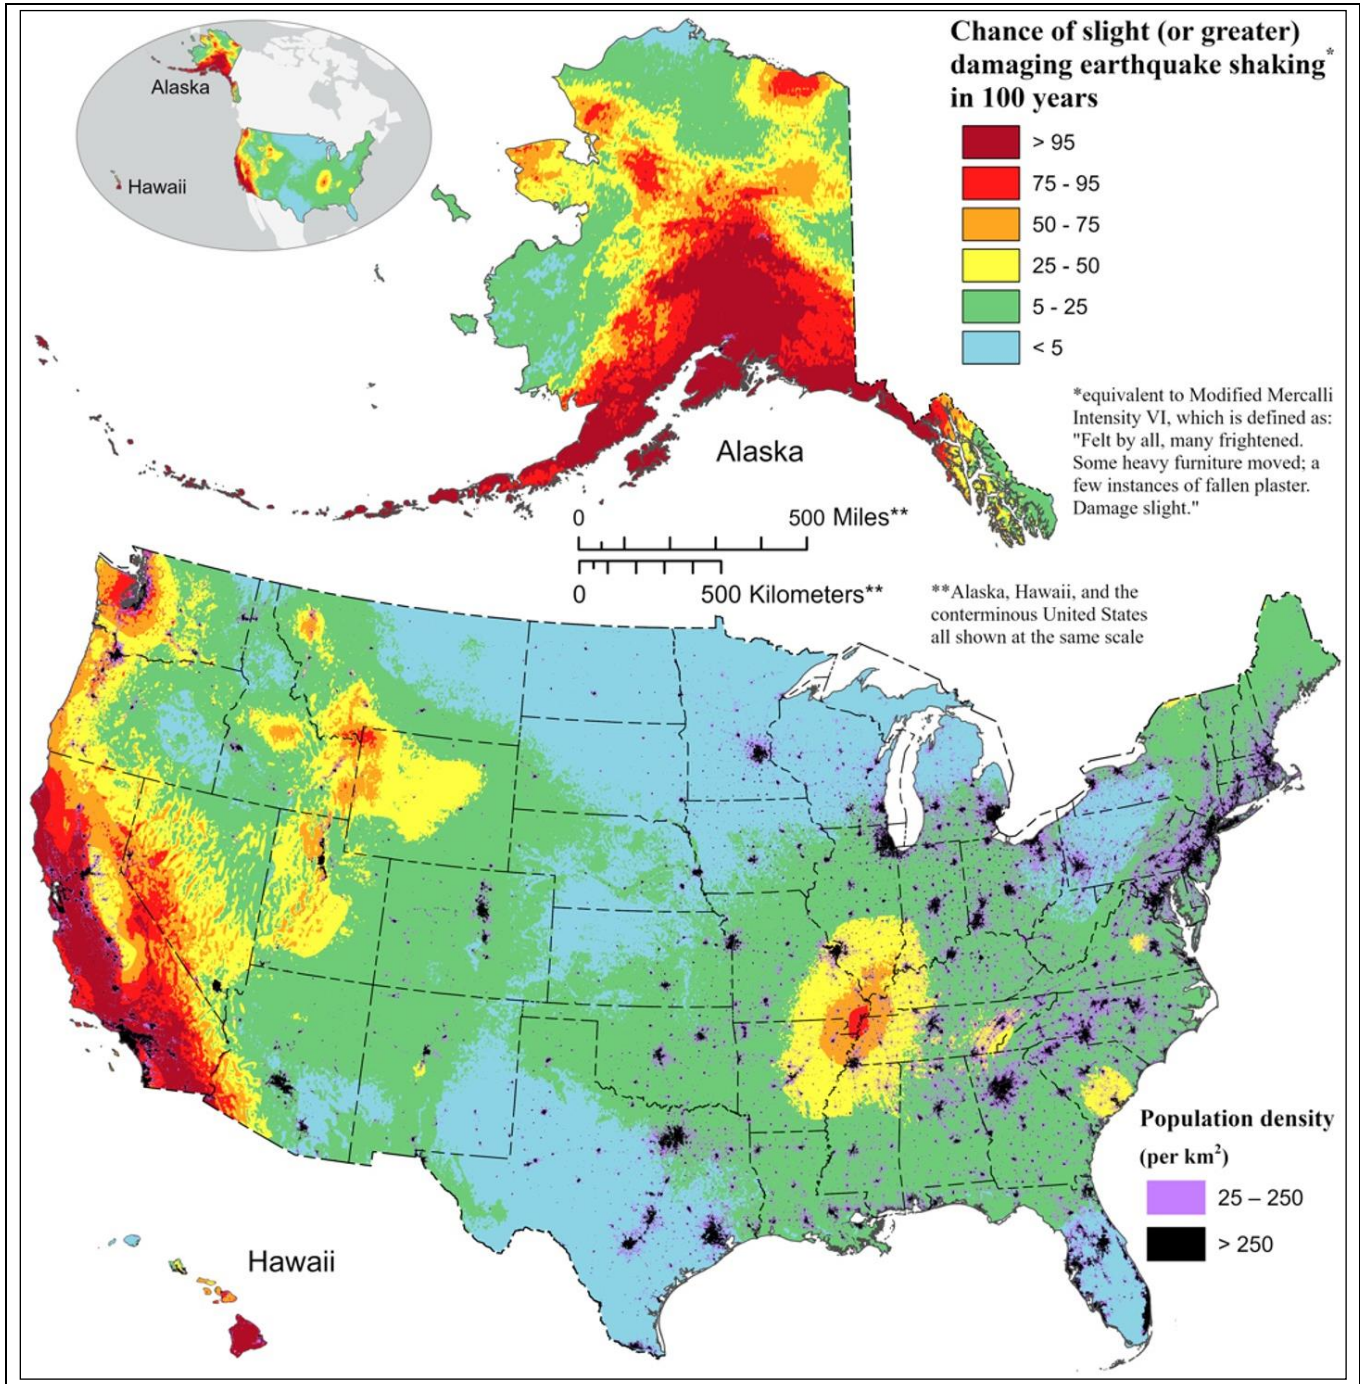 Alaska
Hawaii
Chance of slight (or greater)
damaging earthquake shaking*
in 100 years
> 95
75 - 95
50 - 75
25 - 50
5 - 25
< 5
*equivalent to Modified Mercalli
Intensity VI, which is defined as:
"Felt by all, many frightened.
Some heavy furniture moved; a
few instances of fallen plaster.
Damage slight."
Alaska
0 500 Miles**
0 500 Kilometers**
**Alaska, Hawaii, and the
conterminous United States
all shown at the same scale
Population density
(per km²)
25 – 250
> 250
Hawaii